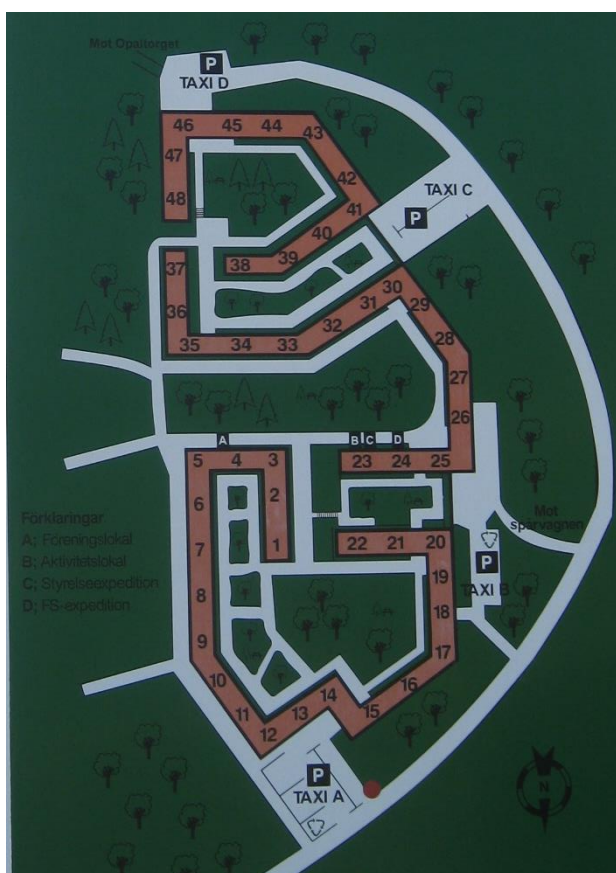 Mot Opaltorget
P
TAXI D
46 45 44 43
47
48
42
41
TAXI C
P
40
39
38
37
36
35 34 33 32 31 30
29
28
27
26
A
B C D
5 4 3
23 24 25
6
2
7
1
22 21 20
Mot
spårvagnen
Förklaringar
A; Föreningslokal
B; Aktivitetslokal
C; Styrelseexpedition
D; FS-expedition
P
TAXI B
19
18
17
8
9
10
11
12
13
14
15
16
P
TAXI A
N